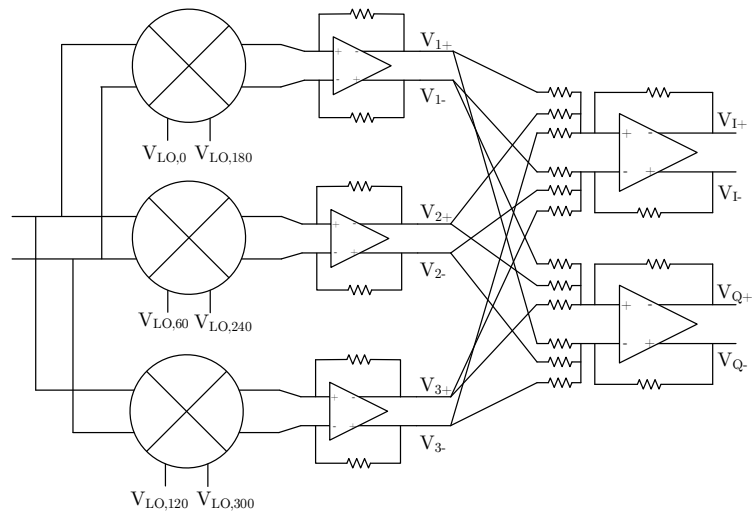 V1+
V1-
VLO,0 VLO,180
VI+
VI-
V2+
V2-
VLO,60 VLO,240
VQ+
VQ-
V3+
V3-
VLO,120 VLO,300
+ -
- +
+ -
- +
+ -
- +
+ -
- +
+ -
- +